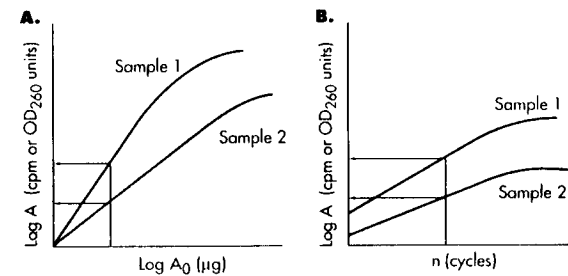 A.
Log A (cpm or OD260 units)
Sample 1
Sample 2
Log A0 (µg)
B.
Log A (cpm or OD260 units)
Sample 1
Sample 2
n (cycles)